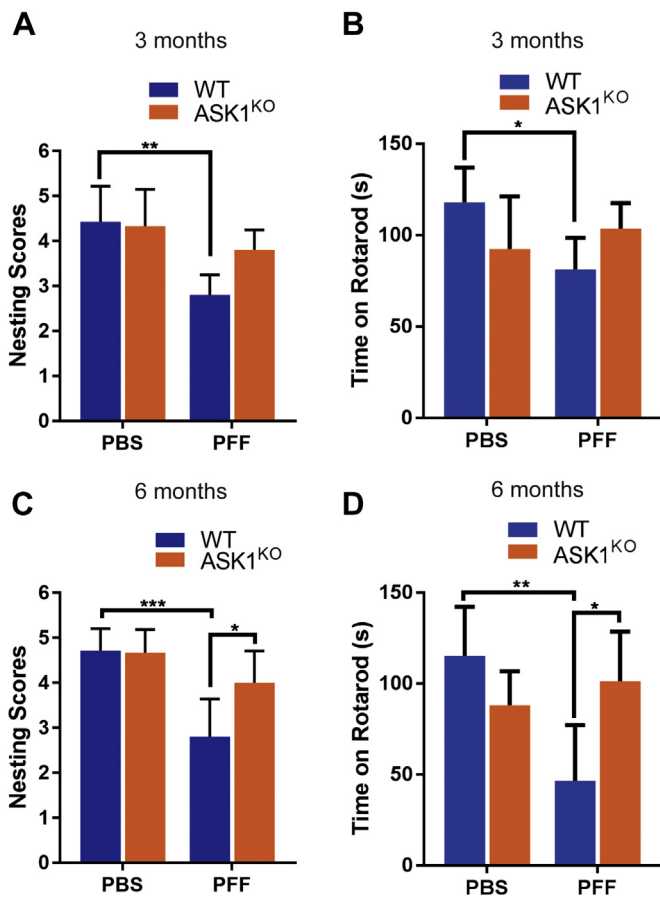 A
3 months
WT
ASK1KO
**
Nesting Scores
6
5
4
3
2
1
0
PBS
PFF
B
3 months
WT
ASK1KO
*
Time on Rotarod (s)
150
100
50
0
PBS
PFF
C
6 months
WT
ASK1KO
***
*
Nesting Scores
6
5
4
3
2
1
0
PBS
PFF
D
6 months
WT
ASK1KO
**
*
Time on Rotarod (s)
150
100
50
0
PBS
PFF